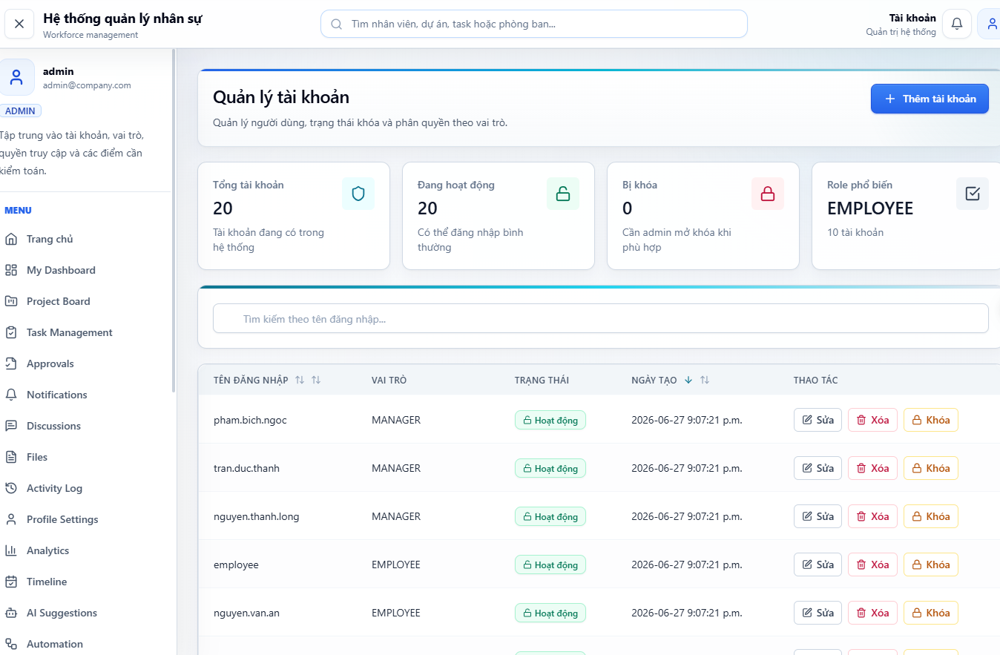 Hệ thống quản lý nhân sự
Workforce management
Tìm nhân viên, dự án, task hoặc phòng ban...
Tài khoản
Quản trị hệ thống
admin
admin@company.com
ADMIN
Tập trung vào tài khoản, vai trò,
quyền truy cập và các điểm cần
kiểm toán.
MENU
Trang chủ
My Dashboard
Project Board
Task Management
Approvals
Notifications
Discussions
Files
Activity Log
Profile Settings
Analytics
Timeline
AI Suggestions
Automation
Quản lý tài khoản
Quản lý người dùng, trạng thái khóa và phân quyền theo vai trò.
Thêm tài khoản
Tổng tài khoản
20
Tài khoản đang có trong
hệ thống
Đang hoạt động
20
Có thể đăng nhập bình
thường
Bị khóa
0
Cần admin mở khóa khi
phù hợp
Role phổ biến
EMPLOYEE
10 tài khoản
Tìm kiếm theo tên đăng nhập...
TÊN ĐĂNG NHẬP VAI TRÒ TRẠNG THÁI NGÀY TẠO THAO TÁC
pham.bich.ngoc MANAGER Hoạt động 2026-06-27 9:07:21 p.m. Sửa Xóa Khóa
tran.duc.thanh MANAGER Hoạt động 2026-06-27 9:07:21 p.m. Sửa Xóa Khóa
nguyen.thanh.long MANAGER Hoạt động 2026-06-27 9:07:21 p.m. Sửa Xóa Khóa
employee EMPLOYEE Hoạt động 2026-06-27 9:07:21 p.m. Sửa Xóa Khóa
nguyen.van.an EMPLOYEE Hoạt động 2026-06-27 9:07:21 p.m. Sửa Xóa Khóa